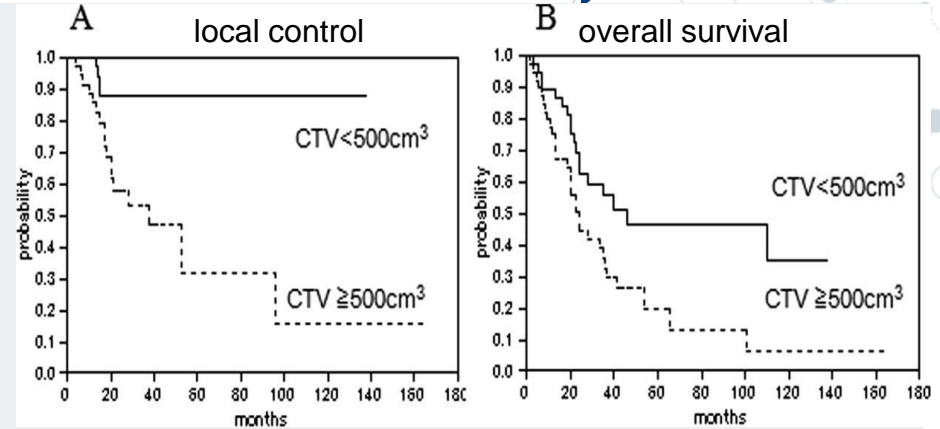 A
local control
1.0
0.9
0.8
0.7
0.6
0.5
0.4
0.3
0.2
0.1
0.0
probability
CTV<500cm³
CTV ≧500cm³
0 20 40 60 80 100 120 140 160 18
months
B
overall survival
1.0
0.9
0.8
0.7
0.6
0.5
0.4
0.3
0.2
0.1
0.0
probability
CTV<500cm³
CTV ≧500cm³
0 20 40 60 80 100 120 140 160 180
months